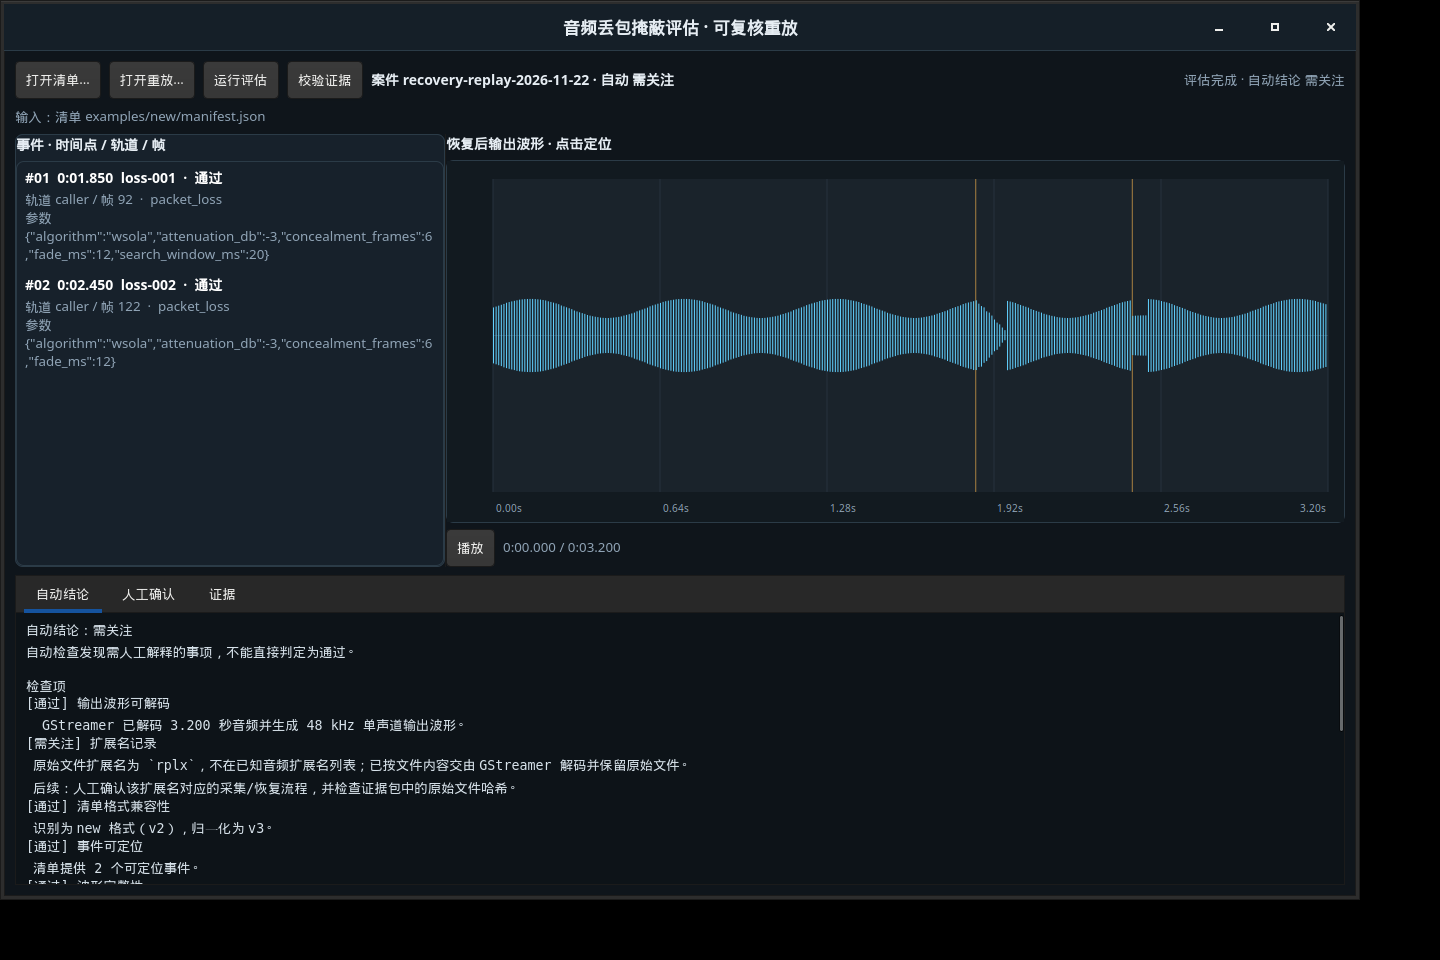 音频丢包掩蔽评估 · 可复核重放
打开清单... 打开重放... 运行评估 校验证据 案件 recovery-replay-2026-11-22 · 自动 需关注 评估完成 · 自动结论 需关注
输入：清单 examples/new/manifest.json
事件 · 时间点 / 轨道 / 帧
#01 0:01.850 loss-001 · 通过
轨道 caller / 帧 92 · packet_loss
参数
{"algorithm":"wsola","attenuation_db":-3,"concealment_frames":6
,"fade_ms":12,"search_window_ms":20}
#02 0:02.450 loss-002 · 通过
轨道 caller / 帧 122 · packet_loss
参数
{"algorithm":"wsola","attenuation_db":-3,"concealment_frames":6
,"fade_ms":12}
恢复后输出波形 · 点击定位
0.00s 0.64s 1.28s 1.92s 2.56s 3.20s
播放 0:00.000 / 0:03.200
自动结论 人工确认 证据
自动结论：需关注
自动检查发现需人工解释的事项，不能直接判定为通过。
检查项
[通过] 输出波形可解码
GStreamer 已解码 3.200 秒音频并生成 48 kHz 单声道输出波形。
[需关注] 扩展名记录
原始文件扩展名为 `rplx`，不在已知音频扩展名列表；已按文件内容交由 GStreamer 解码并保留原始文件。
后续：人工确认该扩展名对应的采集/恢复流程，并检查证据包中的原始文件哈希。
[通过] 清单格式兼容性
识别为 new 格式（v2），归一化为 v3。
[通过] 事件可定位
清单提供 2 个可定位事件。
[通过] 波形完整性